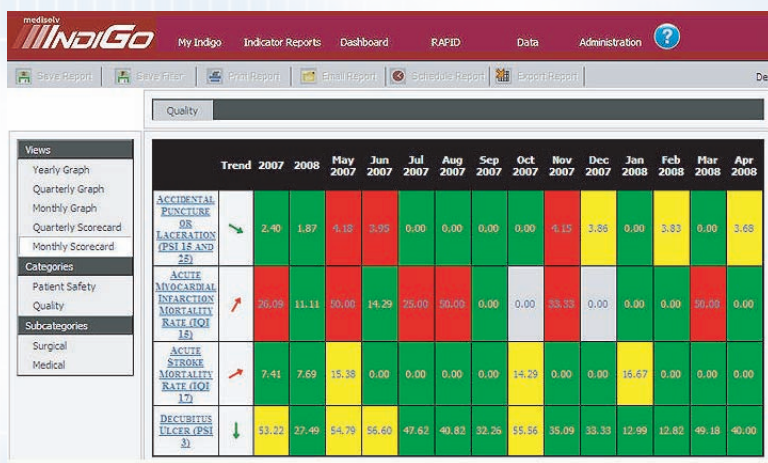 medisolv
INDIGO
My Indigo Indicator Reports Dashboard RAPID Data Administration ?
Save Report Save Filter Print Report Email Report Schedule Report Export Report De
Quality
Views
Yearly Graph
Quarterly Graph
Monthly Graph
Quarterly Scorecard
Monthly Scorecard
Categories
Patient Safety
Quality
Subcategories
Surgical
Medical
Trend 2007 2008 May 2007 Jun 2007 Jul 2007 Aug 2007 Sep 2007 Oct 2007 Nov 2007 Dec 2007 Jan 2008 Feb 2008 Mar 2008 Apr 2008
ACCIDENTAL
PUNCTURE
OR
LACERATION
(PSI 15 AND
25)
2.40 1.87 4.18 3.95 0.00 0.00 0.00 0.00 4.15 3.86 0.00 3.83 0.00 3.68
ACUTE
MYOCARDIAL
INFARCTION
MORTALITY
RATE (IQI
15)
26.09 11.11 50.00 14.29 25.00 50.00 0.00 0.00 33.33 0.00 0.00 0.00 50.00 0.00
ACUTE
STROKE
MORTALITY
RATE (IQI
17)
7.41 7.69 15.38 0.00 0.00 0.00 0.00 14.29 0.00 0.00 16.67 0.00 0.00 0.00
DECUBITUS
ULCER (PSI
3)
53.22 27.49 54.79 56.60 47.62 40.82 32.26 55.56 35.09 33.33 12.99 12.82 49.18 40.00